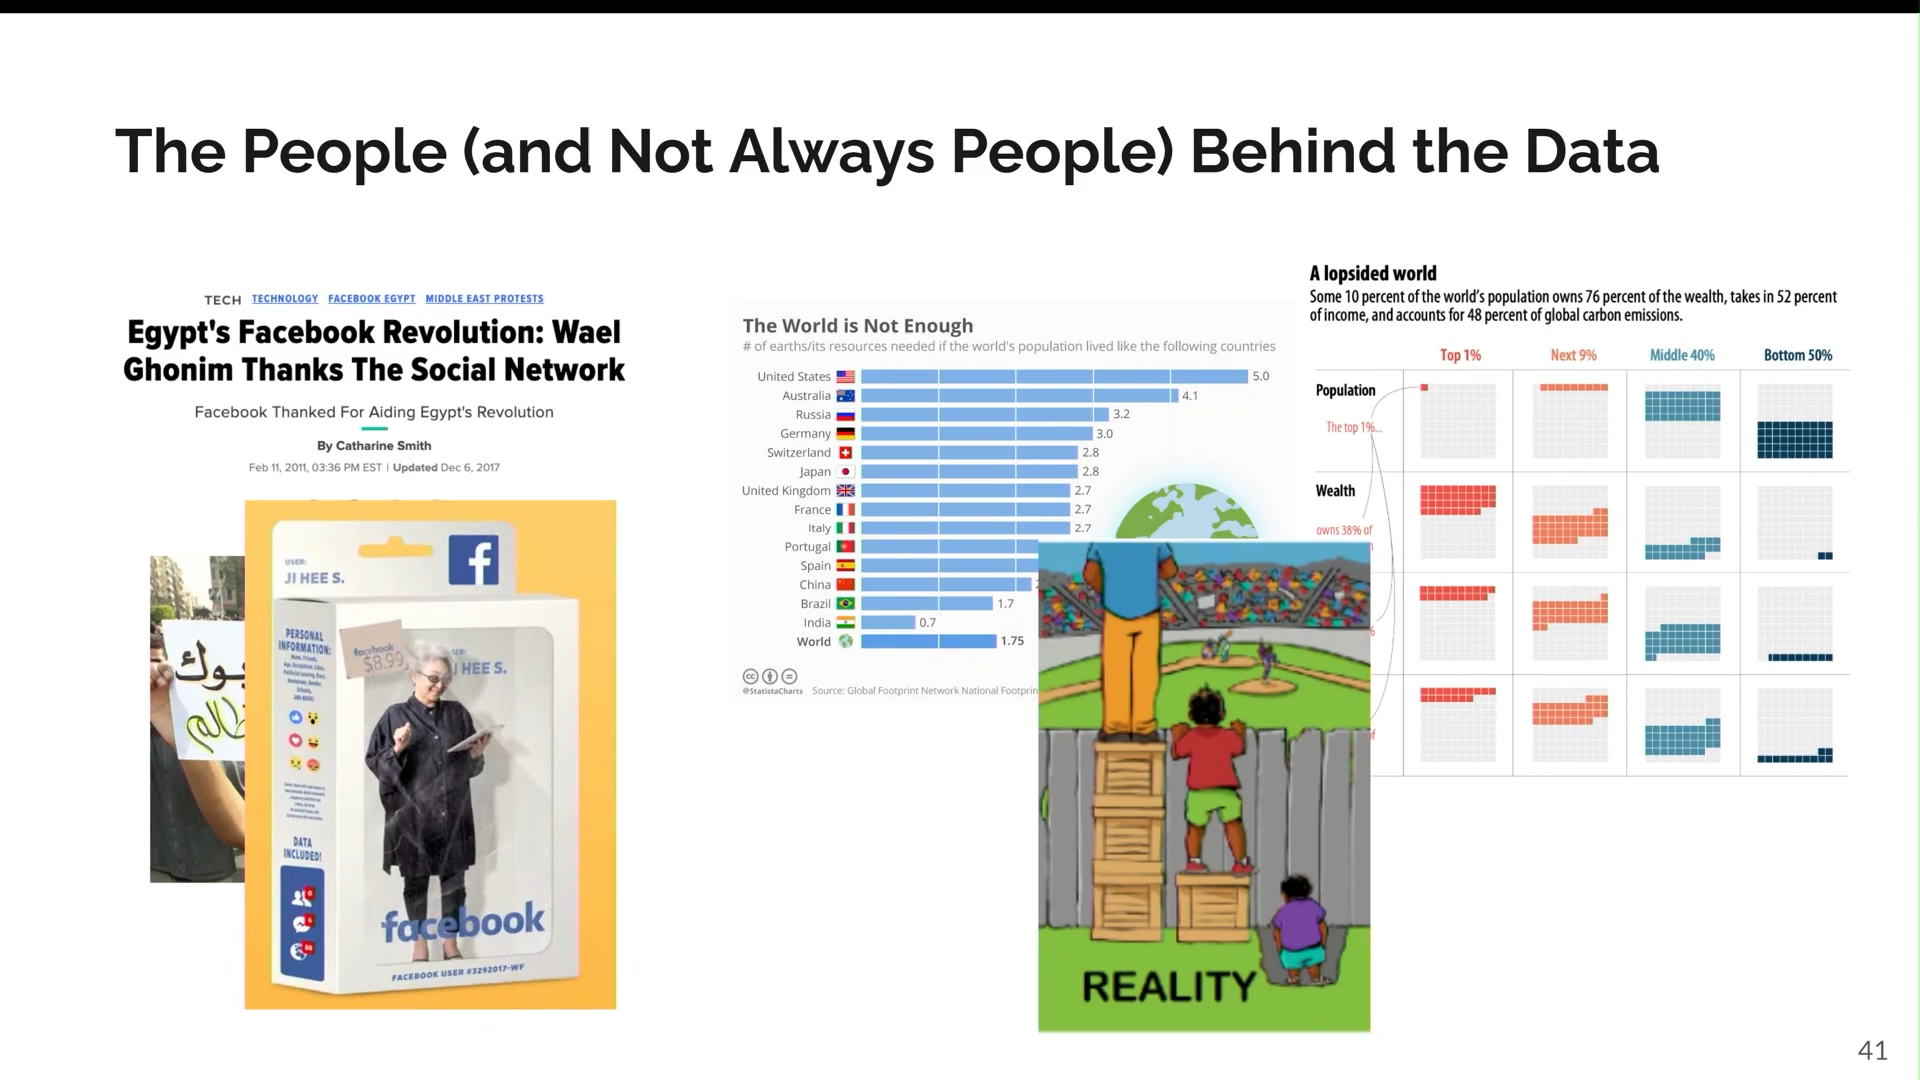 The People (and Not Always People) Behind the Data
TECH TECHNOLOGY FACEBOOK EGYPT MIDDLE EAST PROTESTS
Egypt's Facebook Revolution: Wael
Ghonim Thanks The Social Network
Facebook Thanked For Aiding Egypt's Revolution
By Catharine Smith
Feb 11, 2011, 03:36 PM EST | Updated Dec 6, 2017
USER:
JI HEE S.
PERSONAL
INFORMATION:
AND MORE!
DATA
INCLUDED!
facebook
$8.99
HEE S.
facebook
FACEBOOK USER #3292017-WF
The World is Not Enough
# of earths/its resources needed if the world's population lived like the following countries
United States 5.0
Australia 4.1
Russia 3.2
Germany 3.0
Switzerland 2.8
Japan 2.8
United Kingdom 2.7
France 2.7
Italy 2.7
Portugal
Spain
China
Brazil 1.7
India 0.7
World 1.75
@StatistaCharts Source: Global Footprint Network National Footprin
REALITY
A lopsided world
Some 10 percent of the world's population owns 76 percent of the wealth, takes in 52 percent
of income, and accounts for 48 percent of global carbon emissions.
Top 1% Next 9% Middle 40% Bottom 50%
Population
The top 1%...
Wealth
owns 38% of
41